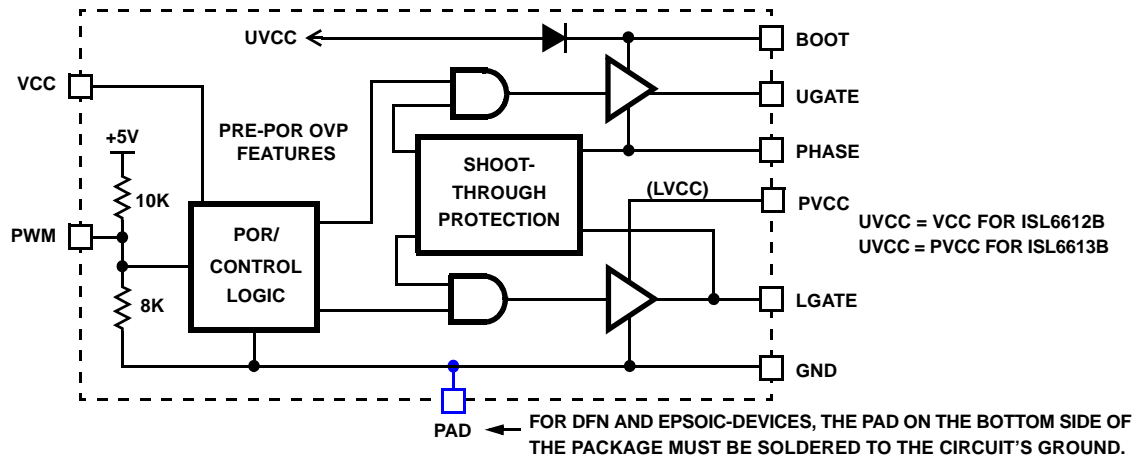 UVCC
BOOT
VCC
UGATE
+5V
PRE-POR OVP
FEATURES
SHOOT-
THROUGH
PROTECTION
PHASE
10K
(LVCC)
PVCC
UVCC = VCC FOR ISL6612B
UVCC = PVCC FOR ISL6613B
PWM
POR/
CONTROL
LOGIC
8K
LGATE
GND
PAD
FOR DFN AND EPSOIC-DEVICES, THE PAD ON THE BOTTOM SIDE OF
THE PACKAGE MUST BE SOLDERED TO THE CIRCUIT'S GROUND.